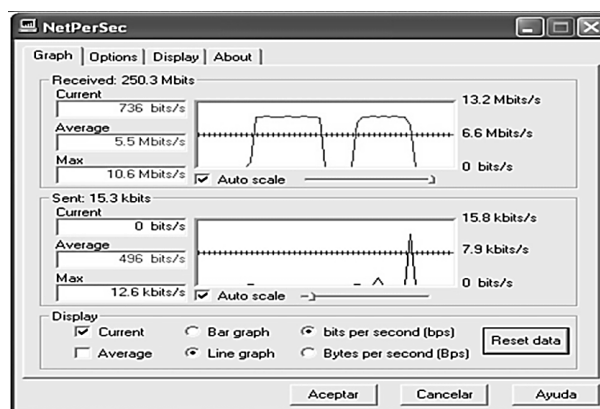 NetPerSec
Graph Options Display About
Received: 250.3 Mbits
Current
736 bits/s
Average
5.5 Mbits/s
Max
10.6 Mbits/s
Auto scale
13.2 Mbits/s
6.6 Mbits/s
0 bits/s
Sent: 15.3 kbits
Current
0 bits/s
Average
496 bits/s
Max
12.6 kbits/s
Auto scale
15.8 kbits/s
7.9 kbits/s
0 bits/s
Display
Current Bar graph bits per second (bps)
Average Line graph Bytes per second (Bps)
Reset data
Aceptar Cancelar Ayuda